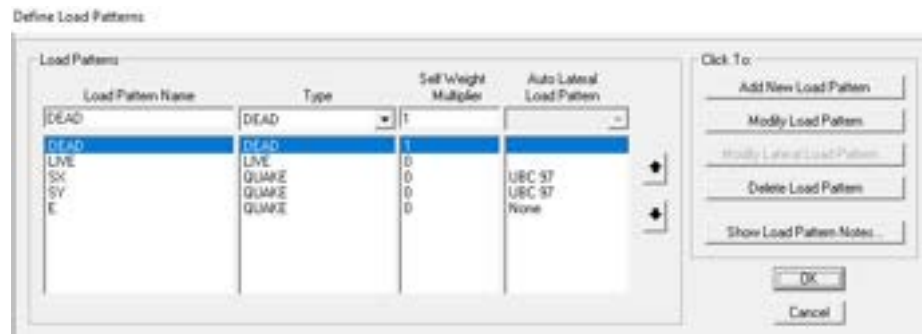 Define Load Patterns
Load Patterns
Click To:
Load Pattern Name Type Self Weight Multiplier Auto Lateral Load Pattern
DEAD DEAD 1
DEAD DEAD 1
LIVE LIVE 0
SX QUAKE 0 UBC 97
SY QUAKE 0 UBC 97
E QUAKE 0 None
Add New Load Pattern
Modify Load Pattern
Modify Lateral Load Pattern...
Delete Load Pattern
Show Load Pattern Notes...
OK
Cancel